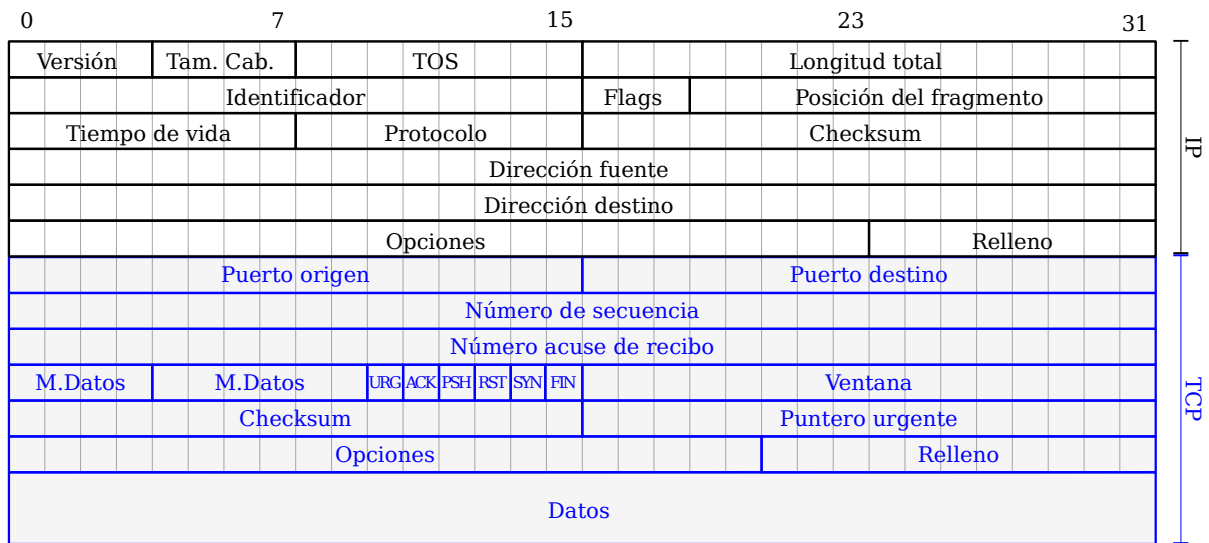 0 7 15 23 31
Versión Tam. Cab. TOS Longitud total
Identificador Flags Posición del fragmento
Tiempo de vida Protocolo Checksum
Dirección fuente
Dirección destino
Opciones Relleno
IP
Puerto origen Puerto destino
Número de secuencia
Número acuse de recibo
M.Datos M.Datos URG ACK PSH RST SYN FIN Ventana
Checksum Puntero urgente
Opciones Relleno
Datos
TCP